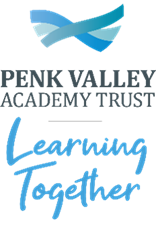 PENK VALLEY
ACADEMY TRUST
Learning
Together